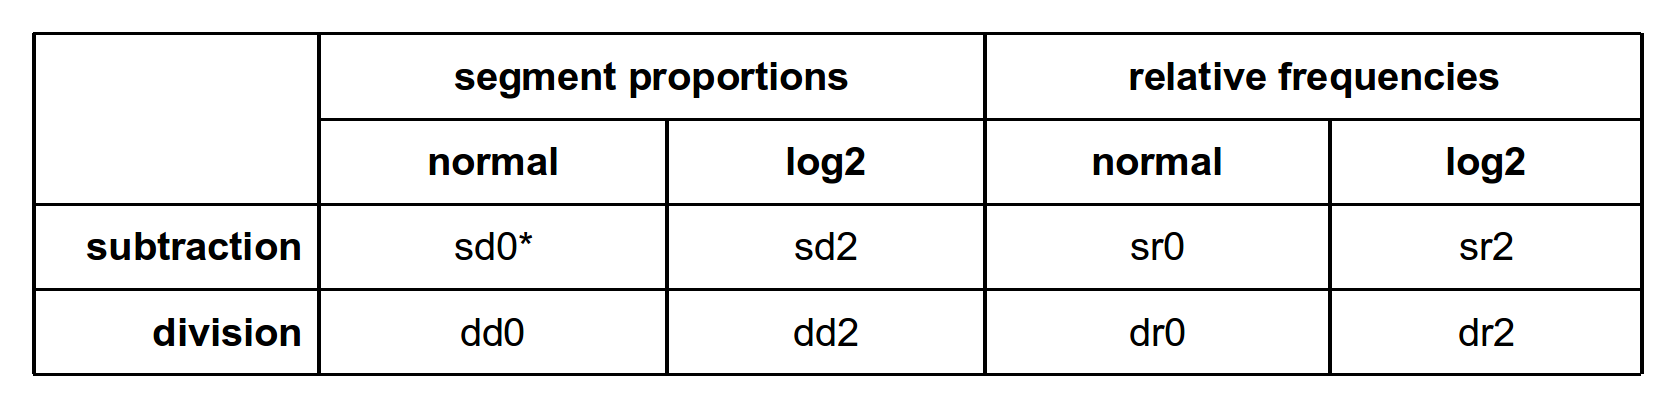 segment proportions relative frequencies
normal log2 normal log2
subtraction sd0* sd2 sr0 sr2
division dd0 dd2 dr0 dr2